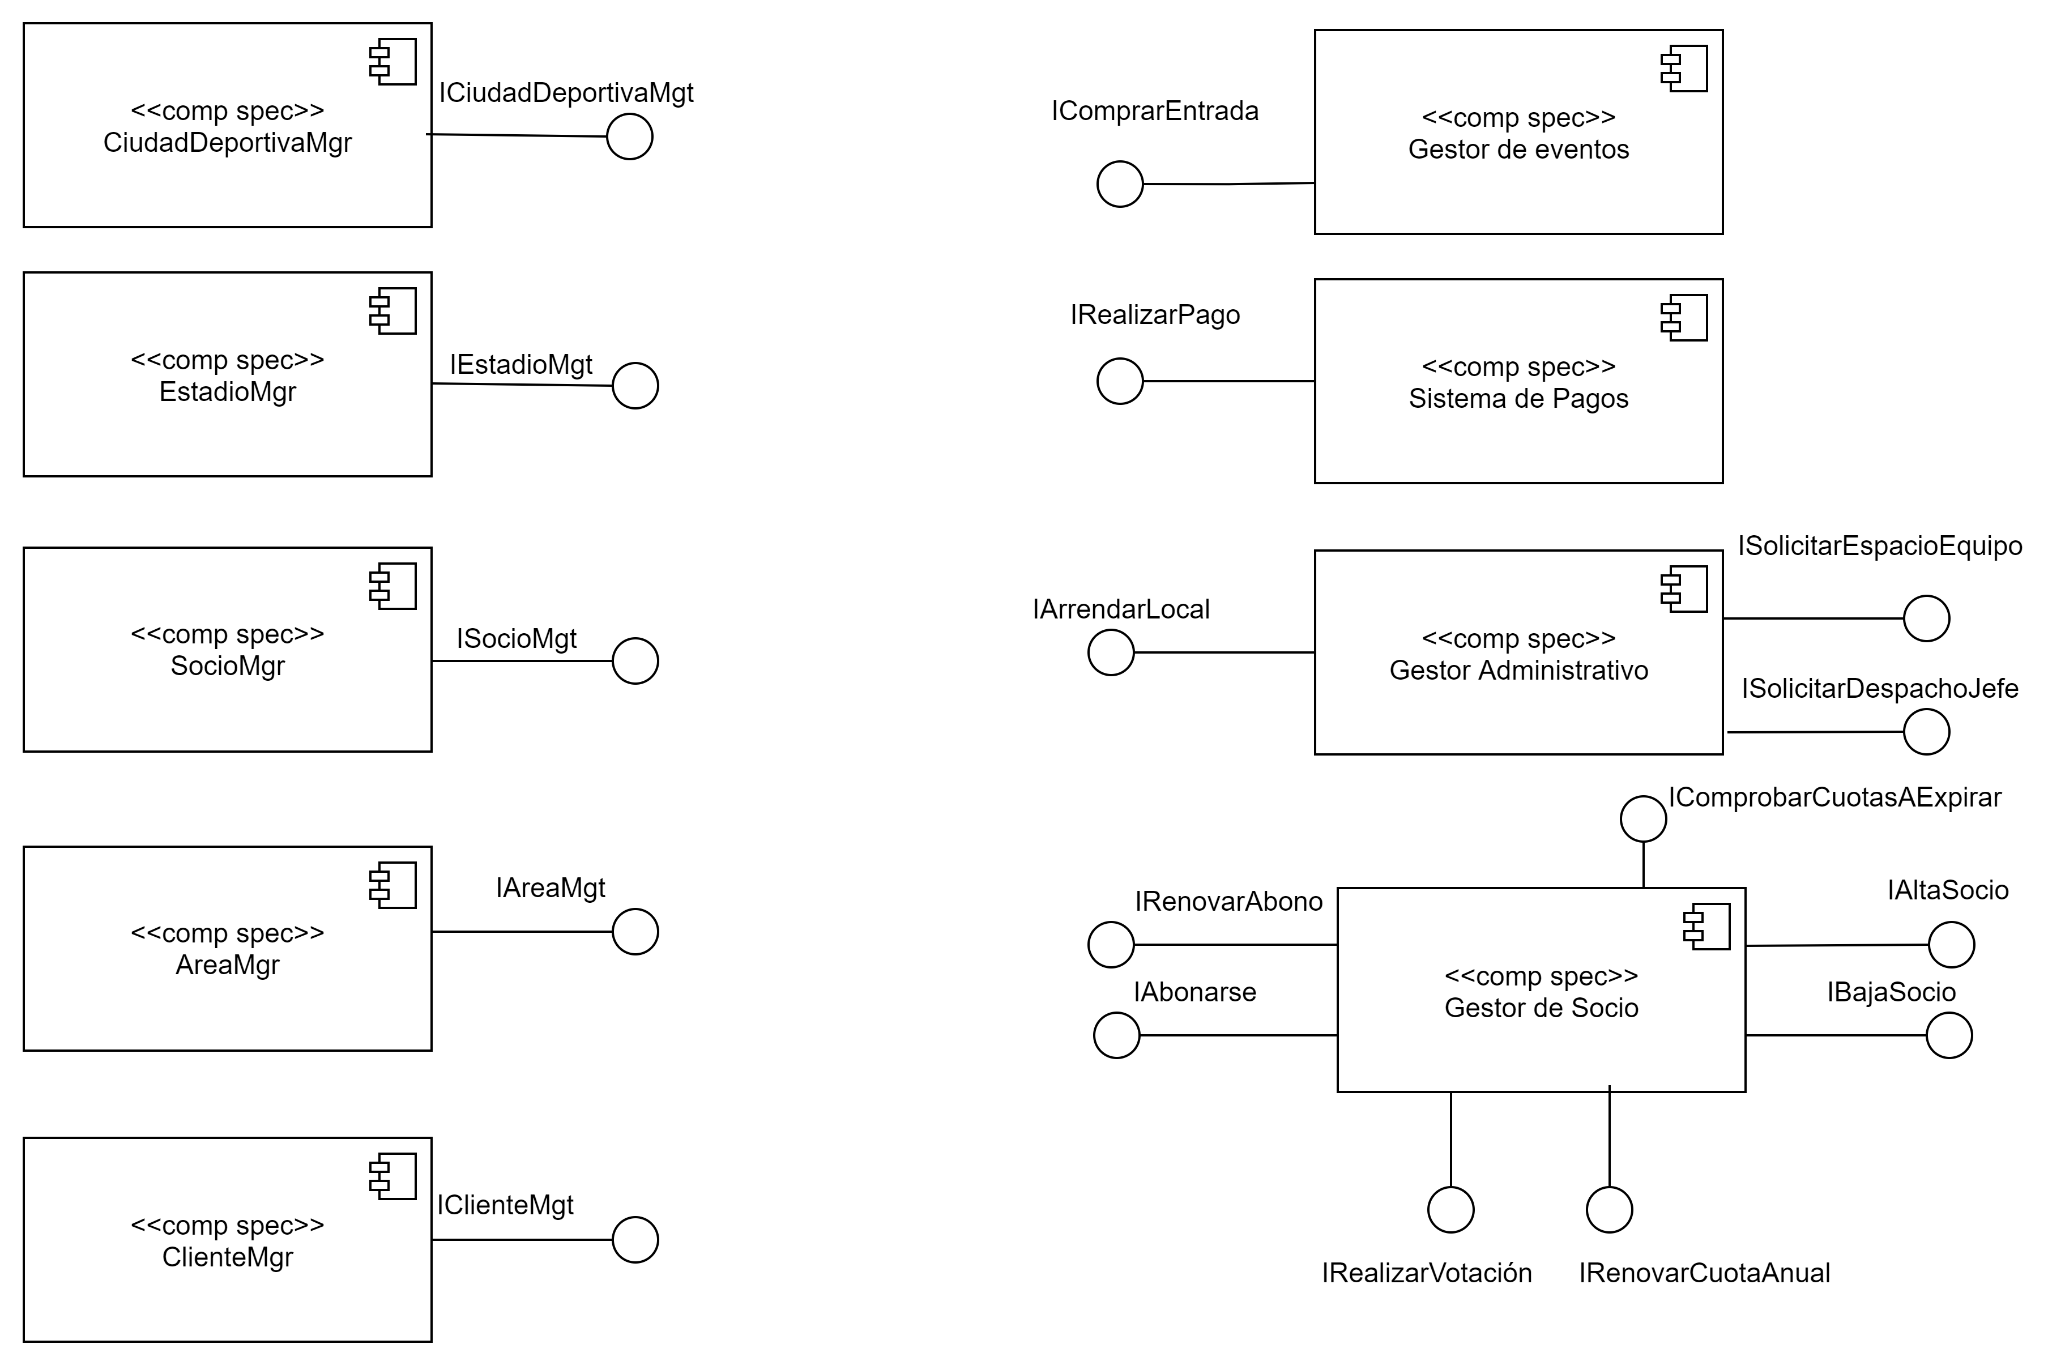 <<comp spec>>
CiudadDeportivaMgr
ICiudadDeportivaMgt
<<comp spec>>
EstadioMgr
IEstadioMgt
<<comp spec>>
SocioMgr
ISocioMgt
<<comp spec>>
AreaMgr
IAreaMgt
<<comp spec>>
ClienteMgr
IClienteMgt
IComprarEntrada
<<comp spec>>
Gestor de eventos
IRealizarPago
<<comp spec>>
Sistema de Pagos
IArrendarLocal
<<comp spec>>
Gestor Administrativo
ISolicitarEspacioEquipo
ISolicitarDespachoJefe
IComprobarCuotasAExpirar
IRenovarAbono
IAbonarse
<<comp spec>>
Gestor de Socio
IAltaSocio
IBajaSocio
IRealizarVotación
IRenovarCuotaAnual